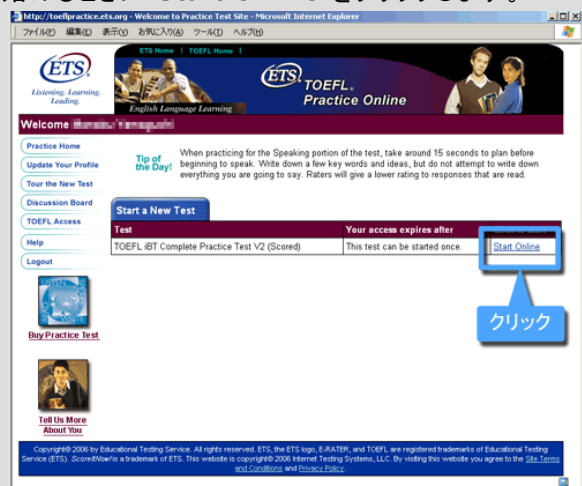 http://toeflpractice.ets.org - Welcome to Practice Test Site - Microsoft Internet Explorer
ファイル(F) 編集(E) 表示(V) お気に入り(A) ツール(T) ヘルプ(H)
ETS Home | TOEFL Home |
ETS
Listening. Learning.
Leading.
English Language Learning
ETS TOEFL®
Practice Online
Welcome
Practice Home
Update Your Profile
Tour the New Test
Discussion Board
TOEFL Access
Help
Logout
Buy Practice Test
Tell Us More
About You
Tip of
the Day!
When practicing for the Speaking portion of the test, take around 15 seconds to plan before
beginning to speak. Write down a few key words and ideas, but do not attempt to write down
everything you are going to say. Raters will give a lower rating to responses that are read.
Start a New Test
Test Your access expires after
TOEFL iBT Complete Practice Test V2 (Scored) This test can be started once. Start Online
クリック
Copyright© 2006 by Educational Testing Service. All rights reserved. ETS, the ETS logo, E-RATER, and TOEFL are registered trademarks of Educational Testing
Service (ETS). ScoreItNow! is a trademark of ETS. This website is copyright© 2006 Internet Testing Systems, LLC. By visiting this website you agree to the Site Terms
and Conditions and Privacy Policy.